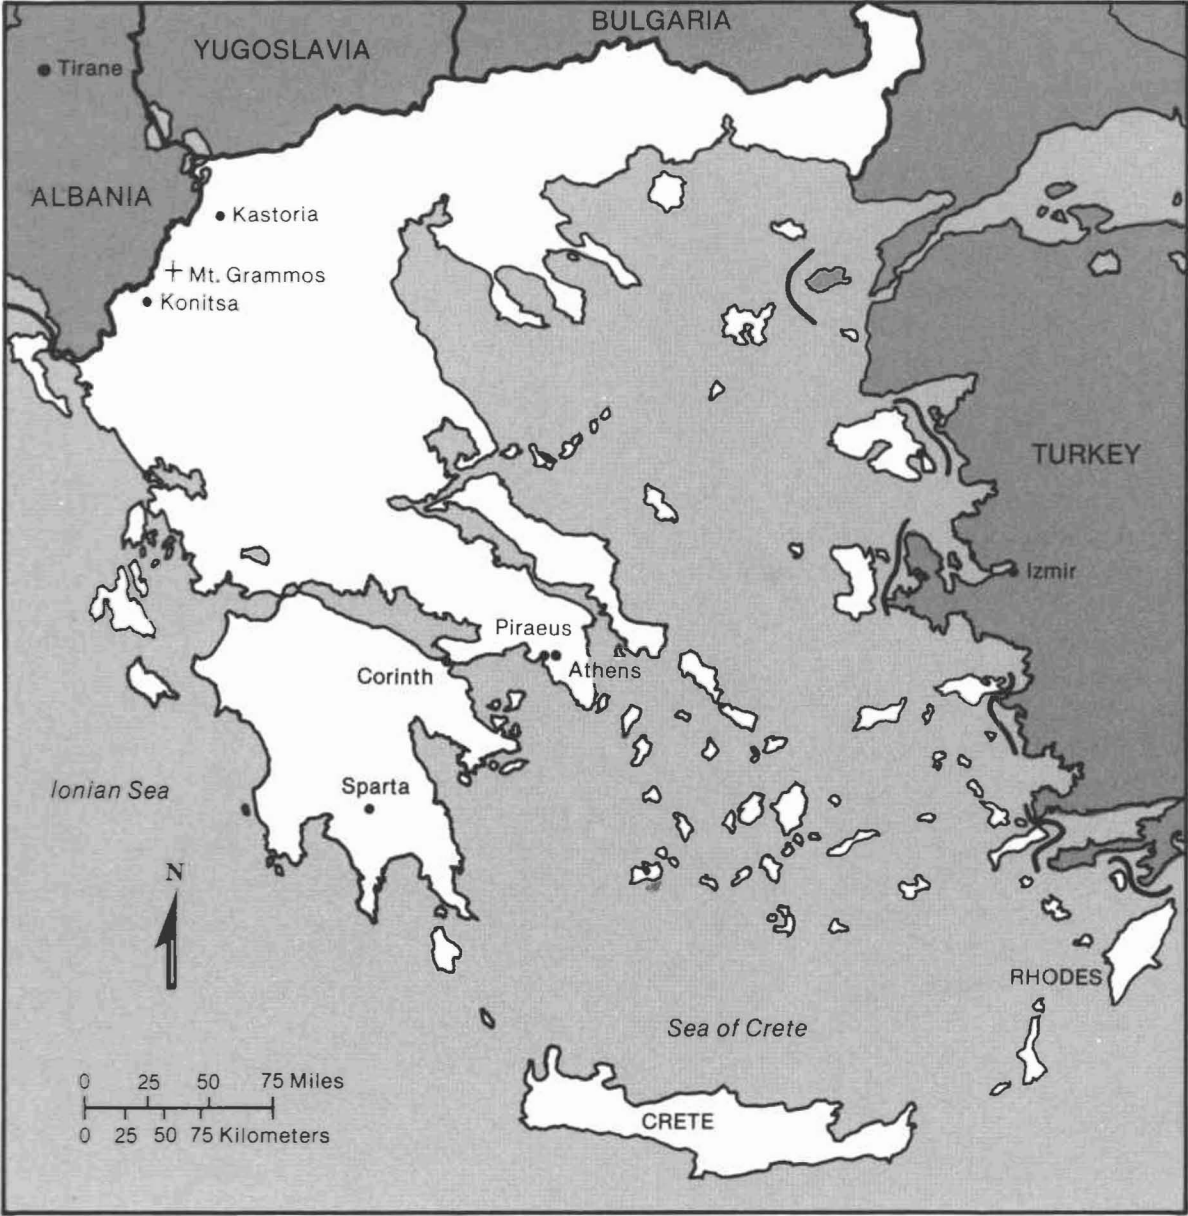 BULGARIA
YUGOSLAVIA
Tirane
ALBANIA
Kastoria
Mt. Grammos
Konitsa
TURKEY
Izmir
Piraeus
Athens
Corinth
Ionian Sea
Sparta
N
RHODES
Sea of Crete
0 25 50 75 Miles
0 25 50 75 Kilometers
CRETE